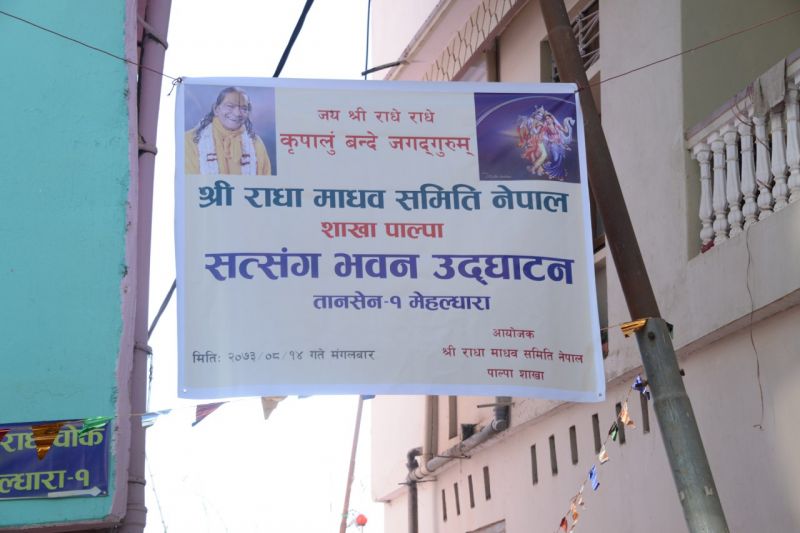 जय श्री राधे राधे
कृपालुं बन्दे जगद्‌गुरुम्
श्री राधा माधव समिति नेपाल
शाखा पाल्पा
सत्संग भवन उद्‌घाटन
तानसेन-१ मेहल्धारा
मितिः २०७३/०८/१४ गते मंगलबार
आयोजक
श्री राधा माधव समिति नेपाल
पाल्पा शाखा
ल्धारा-१